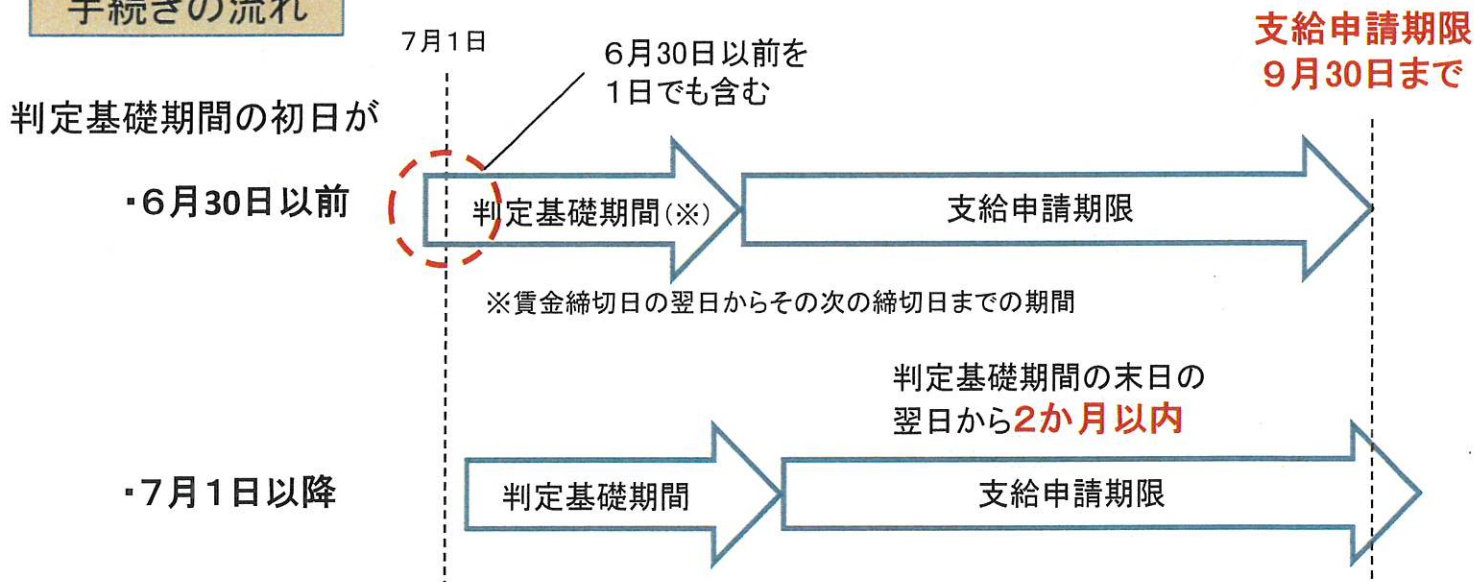 手続きの流れ
7月1日
6月30日以前を
1日でも含む
支給申請期限
9月30日まで
判定基礎期間の初日が
・6月30日以前
判定基礎期間(※)
支給申請期限
※賃金締切日の翌日からその次の締切日までの期間
判定基礎期間の末日の
翌日から2か月以内
・7月1日以降
判定基礎期間
支給申請期限